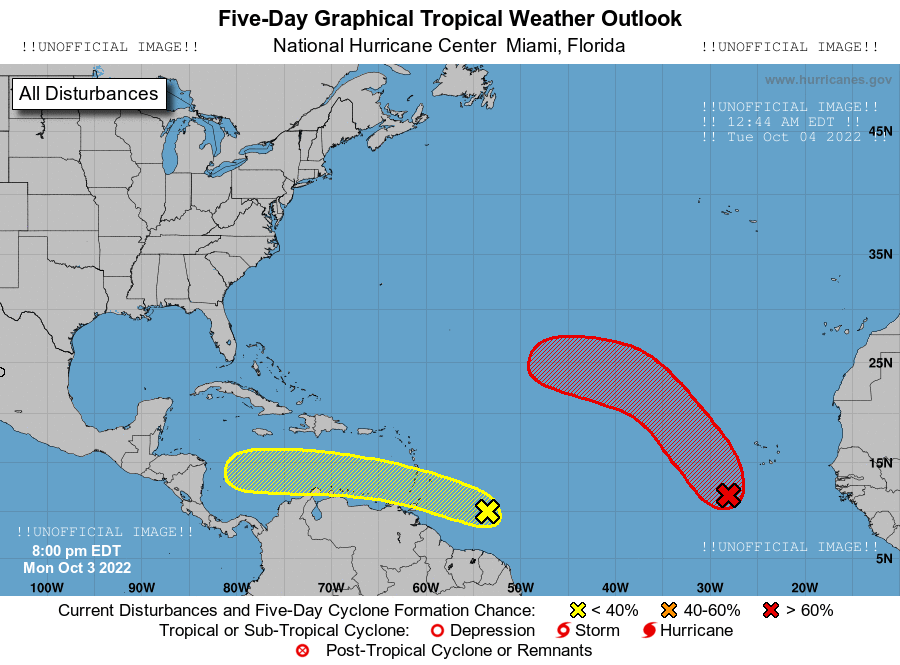 Five-Day Graphical Tropical Weather Outlook
!!UNOFFICIAL IMAGE!! National Hurricane Center Miami, Florida !!UNOFFICIAL IMAGE!!
www.hurricanes.gov
All Disturbances
!!UNOFFICIAL IMAGE!!
!! 12:44 AM EDT !!
!! Tue Oct 04 2022 !!
45N
35N
25N
15N
!!UNOFFICIAL IMAGE!!
8:00 pm EDT
Mon Oct 3 2022
!!UNOFFICIAL IMAGE!!
5N
100W 90W 80W 70W 60W 50W 40W 30W 20W
Current Disturbances and Five-Day Cyclone Formation Chance: < 40% 40-60% > 60%
Tropical or Sub-Tropical Cyclone: Depression Storm Hurricane
Post-Tropical Cyclone or Remnants